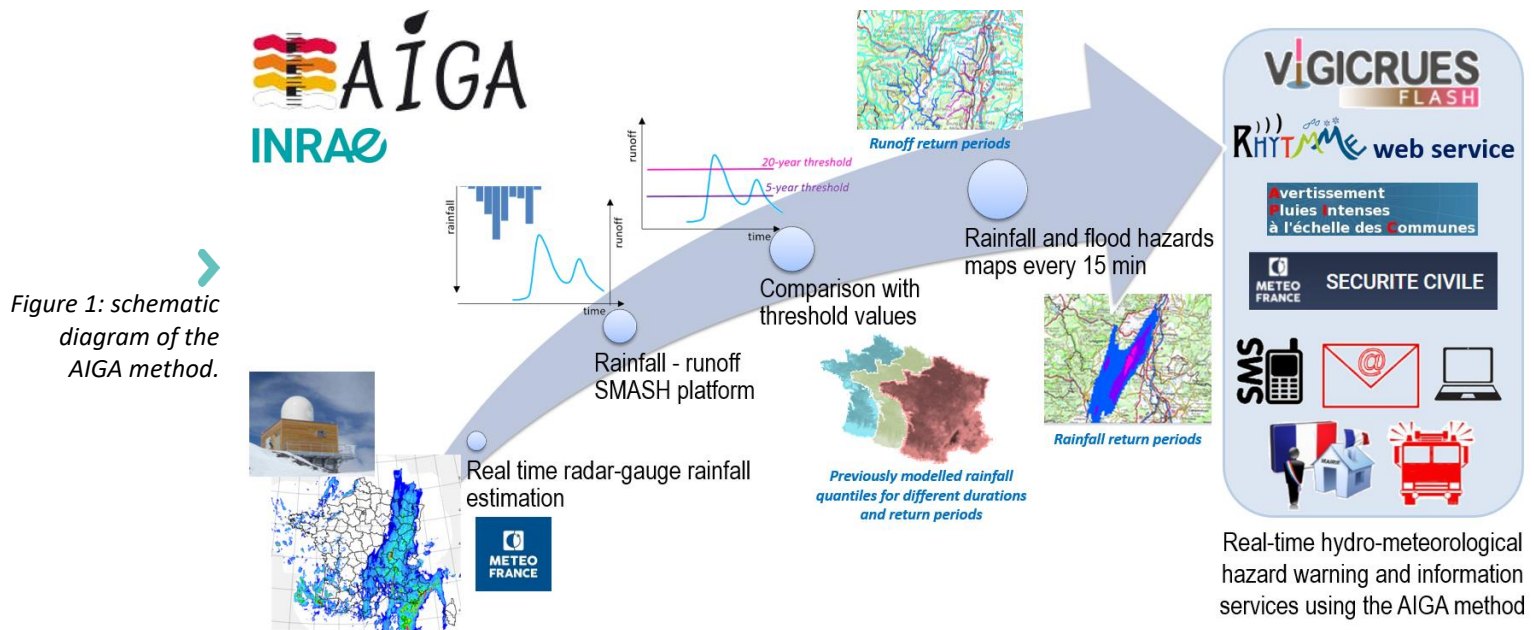 AIGA
INRAE
Figure 1: schematic
diagram of the
AIGA method.
rainfall
runoff
time
runoff
20-year threshold
5-year threshold
time
Runoff return periods
Real time radar-gauge rainfall
estimation
METEO
FRANCE
Rainfall - runoff
SMASH platform
Comparison with
threshold values
Previously modelled rainfall
quantiles for different durations
and return periods
Rainfall and flood hazards
maps every 15 min
Rainfall return periods
VIGICRUES
FLASH
RHYTMME web service
Avertissement
Pluies Intenses
à l'échelle des Communes
METEO
FRANCE
SECURITE CIVILE
SMS
@
MAIRIE
Real-time hydro-meteorological
hazard warning and information
services using the AIGA method